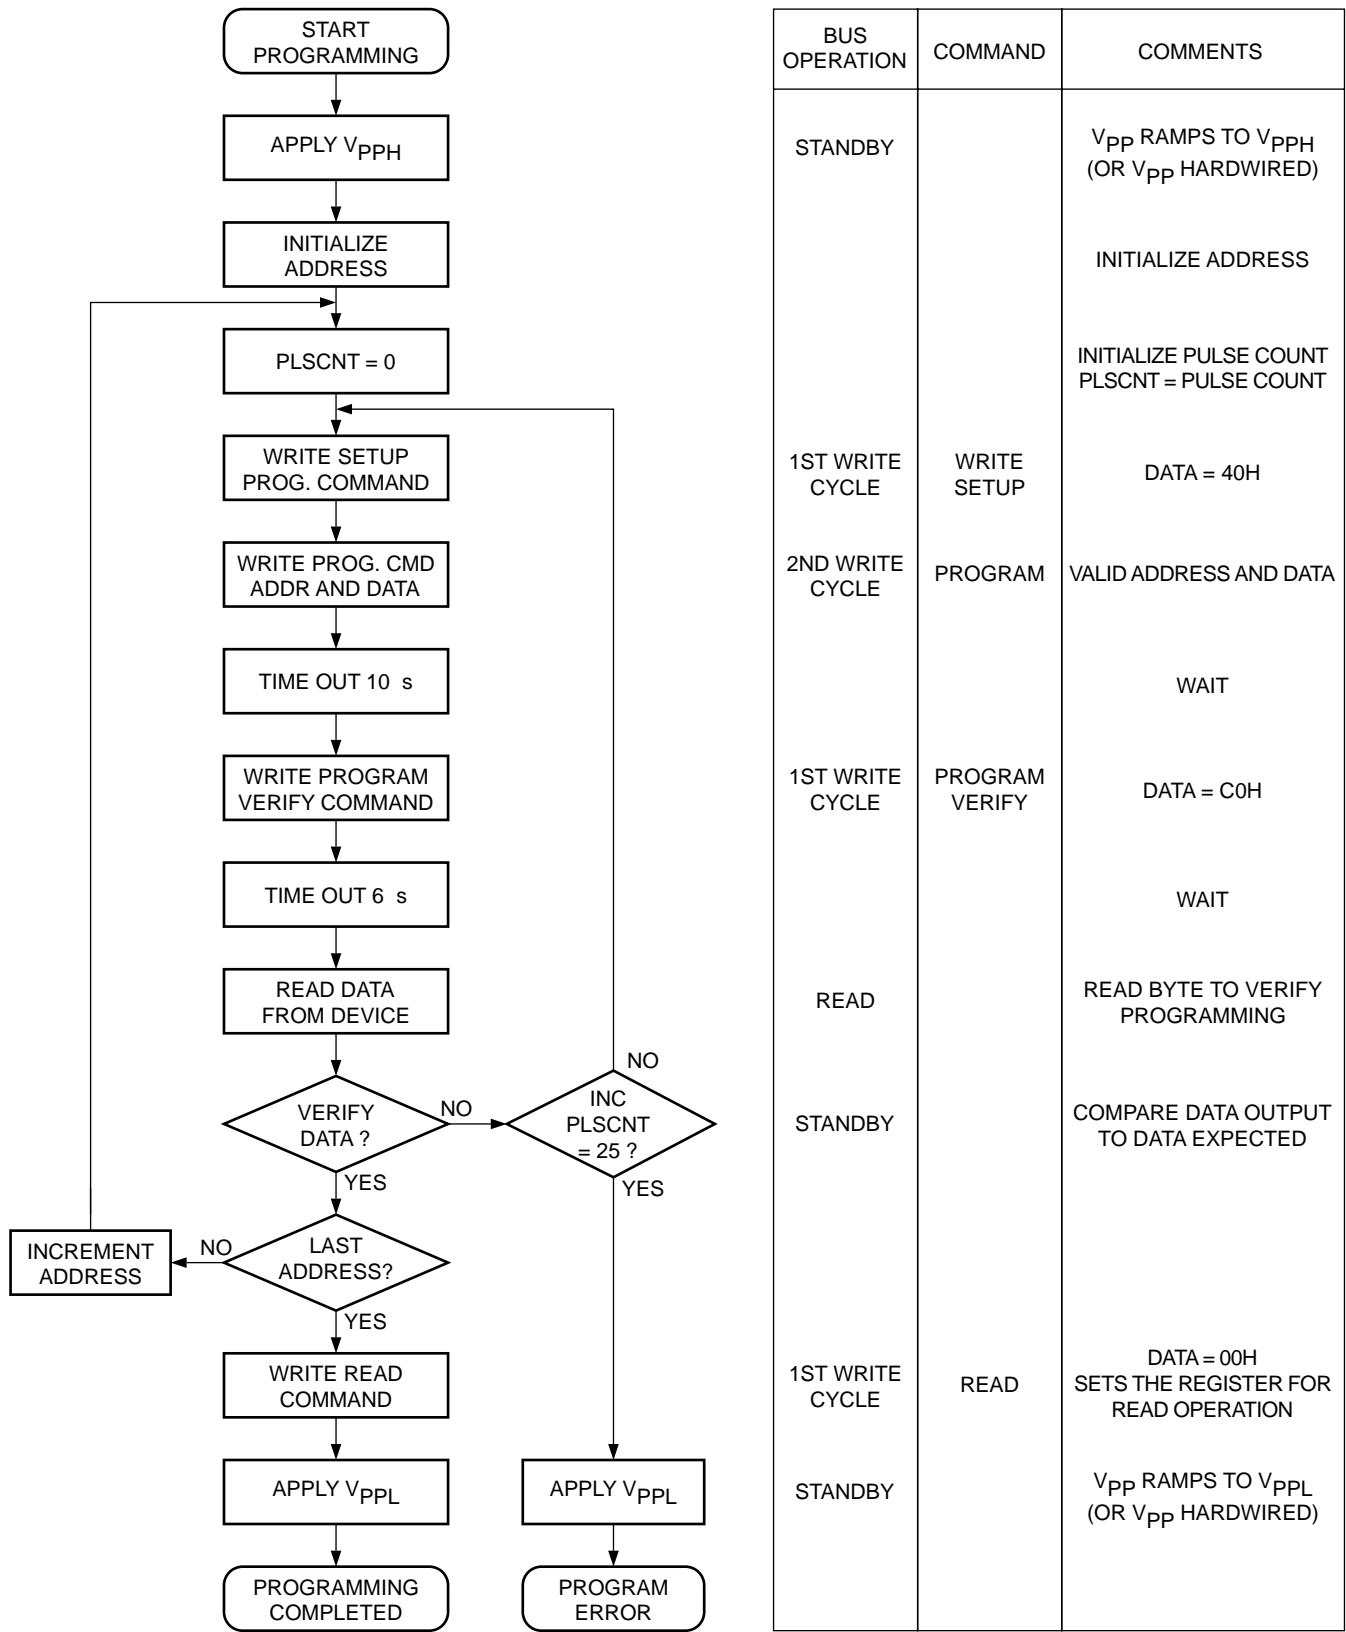 START
PROGRAMMING
APPLY VPPH
INITIALIZE
ADDRESS
PLSCNT = 0
WRITE SETUP
PROG. COMMAND
WRITE PROG. CMD
ADDR AND DATA
TIME OUT 10 s
WRITE PROGRAM
VERIFY COMMAND
TIME OUT 6 s
READ DATA
FROM DEVICE
VERIFY
DATA ?
NO
YES
INC
PLSCNT
= 25 ?
NO
YES
LAST
ADDRESS?
NO
YES
INCREMENT
ADDRESS
WRITE READ
COMMAND
APPLY VPPL
PROGRAMMING
COMPLETED
APPLY VPPL
PROGRAM
ERROR
BUS
OPERATION
COMMAND
COMMENTS
STANDBY
VPP RAMPS TO VPPH
(OR VPP HARDWIRED)
INITIALIZE ADDRESS
INITIALIZE PULSE COUNT
PLSCNT = PULSE COUNT
1ST WRITE
CYCLE
WRITE
SETUP
DATA = 40H
2ND WRITE
CYCLE
PROGRAM
VALID ADDRESS AND DATA
WAIT
1ST WRITE
CYCLE
PROGRAM
VERIFY
DATA = C0H
WAIT
READ
READ BYTE TO VERIFY
PROGRAMMING
STANDBY
COMPARE DATA OUTPUT
TO DATA EXPECTED
1ST WRITE
CYCLE
READ
DATA = 00H
SETS THE REGISTER FOR
READ OPERATION
STANDBY
VPP RAMPS TO VPPL
(OR VPP HARDWIRED)